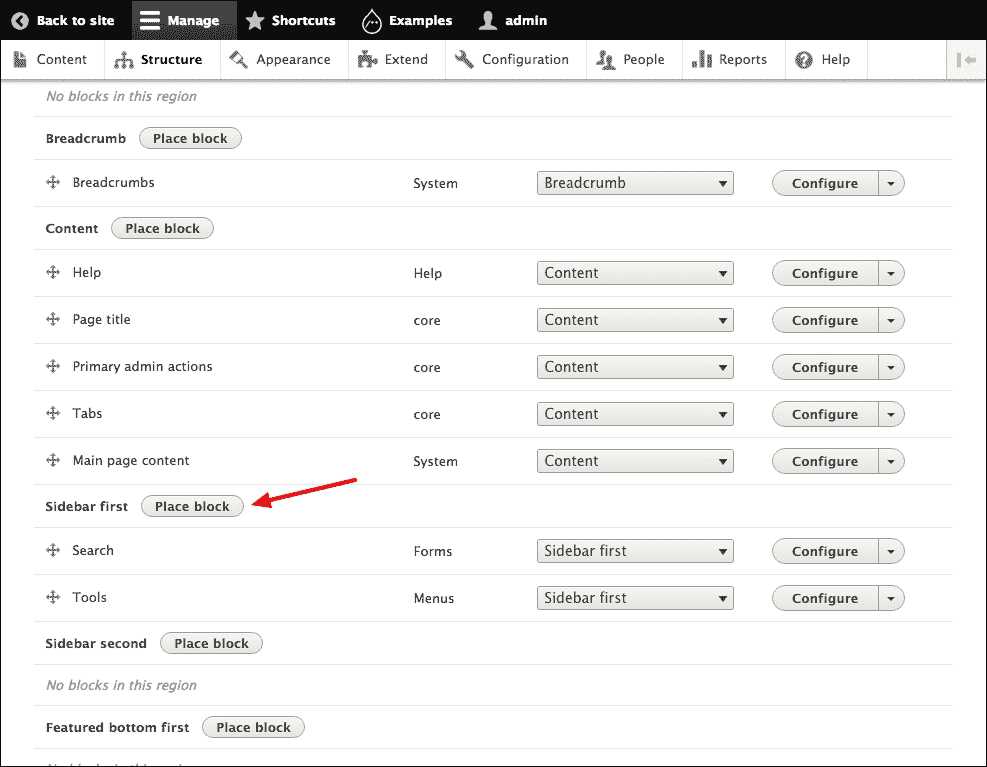 Back to site Manage Shortcuts Examples admin
Content Structure Appearance Extend Configuration People Reports Help
No blocks in this region
Breadcrumb Place block
Breadcrumbs System Breadcrumb Configure
Content Place block
Help Help Content Configure
Page title core Content Configure
Primary admin actions core Content Configure
Tabs core Content Configure
Main page content System Content Configure
Sidebar first Place block
Search Forms Sidebar first Configure
Tools Menus Sidebar first Configure
Sidebar second Place block
No blocks in this region
Featured bottom first Place block